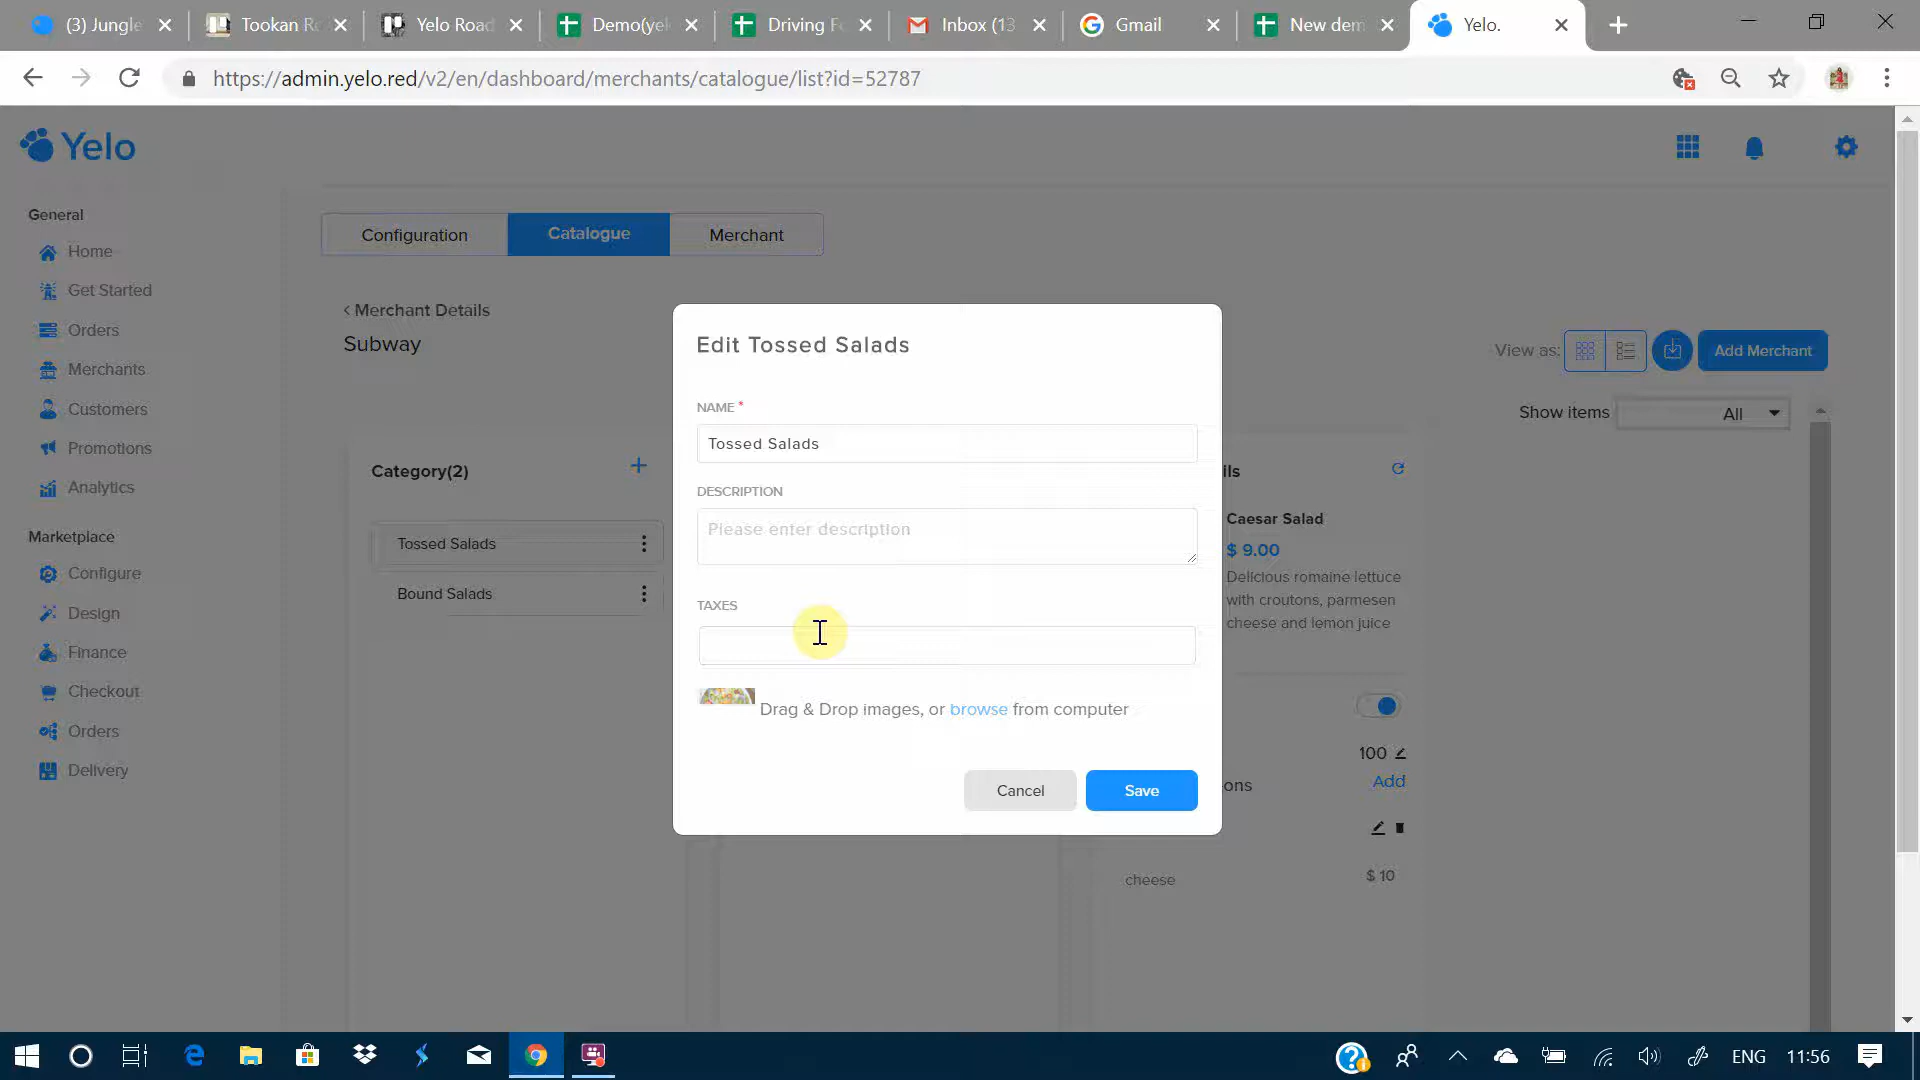 (3) Jungle
Tookan Ro
Yelo Road
Demo(yel
Driving Fo
Inbox (13
Gmail
New dem
Yelo.
https://admin.yelo.red/v2/en/dashboard/merchants/catalogue/list?id=52787
Yelo
General
Home
Get Started
Orders
Merchants
Customers
Promotions
Analytics
Marketplace
Configure
Design
Finance
Checkout
Orders
Delivery
Configuration
Catalogue
Merchant
< Merchant Details
Subway
View as:
Add Merchant
Show items
All
Category(2)
+
Tossed Salads
Bound Salads
Edit Tossed Salads
NAME *
Tossed Salads
DESCRIPTION
Please enter description
TAXES
Drag & Drop images, or browse from computer
Cancel
Save
ils
Caesar Salad
$ 9.00
Delicious romaine lettuce
with croutons, parmesen
cheese and lemon juice
100
ons
Add
cheese
$ 10
ENG
11:56